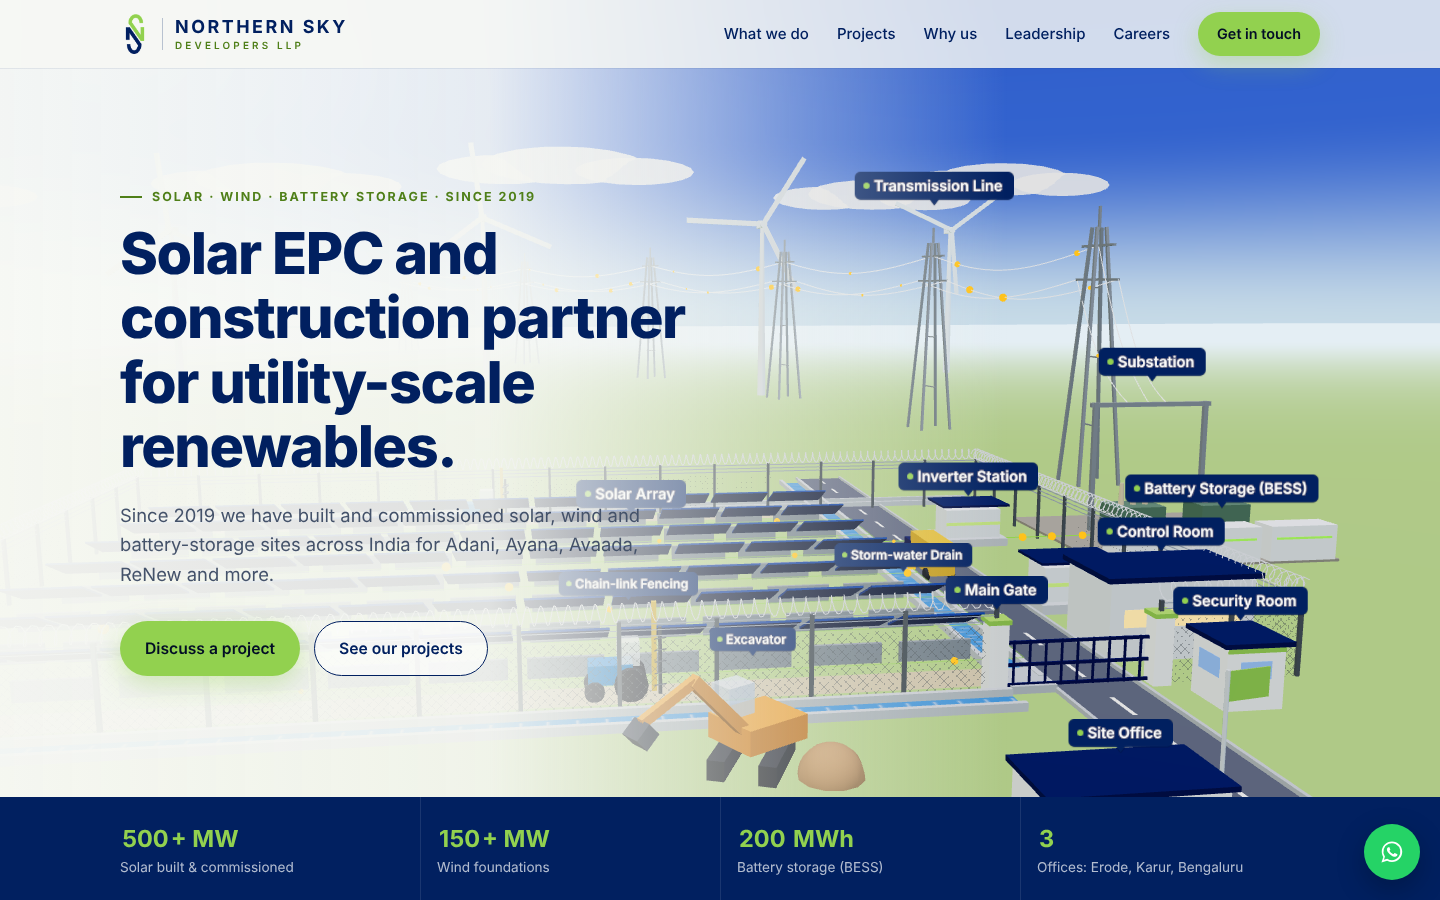 NORTHERN SKY
DEVELOPERS LLP
What we do
Projects
Why us
Leadership
Careers
Get in touch
SOLAR · WIND · BATTERY STORAGE · SINCE 2019
Solar EPC and
construction partner
for utility-scale
renewables.
Since 2019 we have built and commissioned solar, wind and
battery-storage sites across India for Adani, Ayana, Avaada,
ReNew and more.
Discuss a project
See our projects
Transmission Line
Substation
Inverter Station
Solar Array
Battery Storage (BESS)
Control Room
Storm-water Drain
Chain-link Fencing
Main Gate
Security Room
Excavator
Site Office
500+ MW
Solar built & commissioned
150+ MW
Wind foundations
200 MWh
Battery storage (BESS)
3
Offices: Erode, Karur, Bengaluru